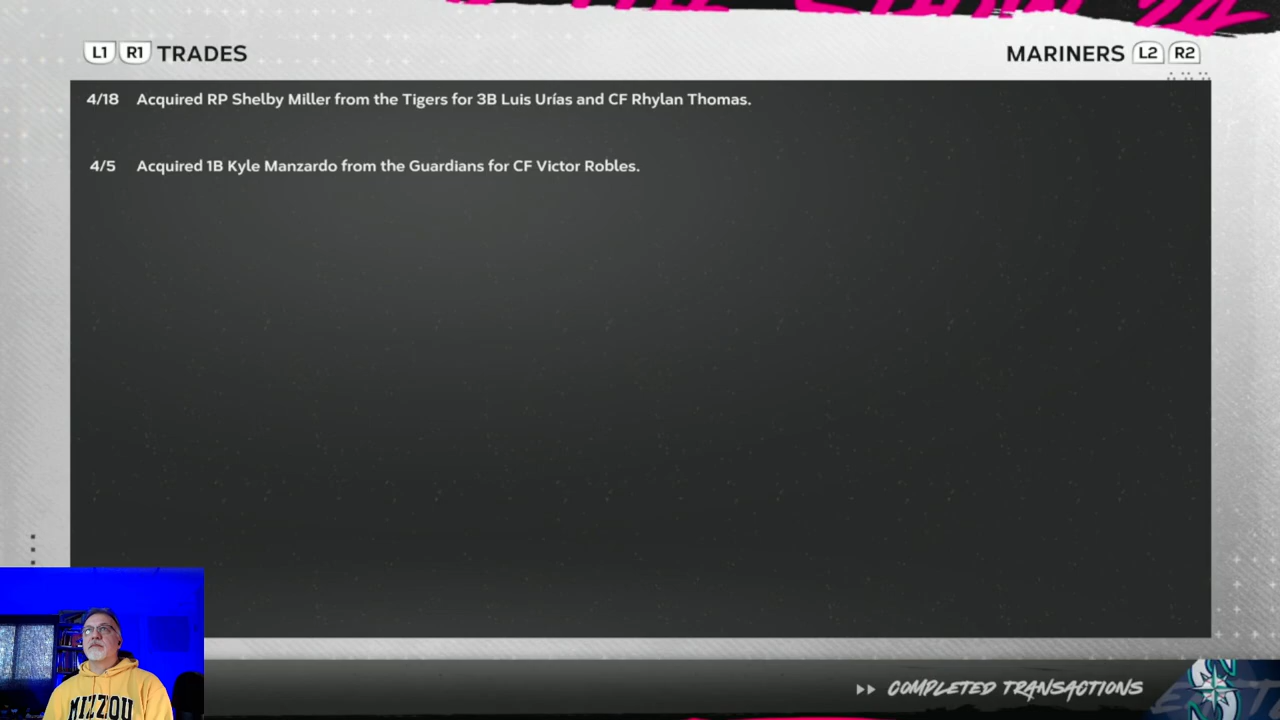 L1 R1 TRADES
MARINERS L2 R2
4/18 Acquired RP Shelby Miller from the Tigers for 3B Luis Urías and CF Rhylan Thomas.
4/5 Acquired 1B Kyle Manzardo from the Guardians for CF Victor Robles.
MIZZOU
COMPLETED TRANSACTIONS